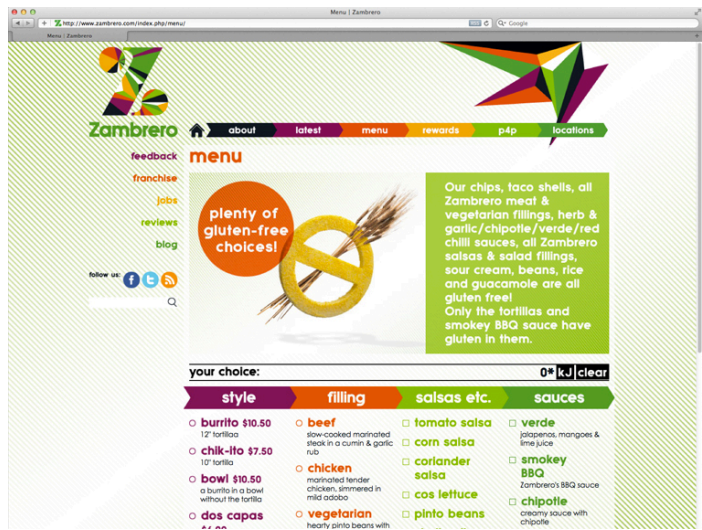 Menu | Zambrero
http://www.zambrero.com/index.php/menu/
Google
Menu | Zambrero
Zambrero
about
latest
menu
rewards
p4p
locations
feedback
franchise
jobs
reviews
blog
follow us:
menu
plenty of
gluten-free
choices!
Our chips, taco shells, all
Zambrero meat &
vegetarian fillings, herb &
garlic/chipotle/verde/red
chilli sauces, all Zambrero
salsas & salad fillings,
sour cream, beans, rice
and guacamole are all
gluten free!
Only the tortillas and
smokey BBQ sauce have
gluten in them.
your choice:
0* kJ clear
style
filling
salsas etc.
sauces
burrito $10.50
12" tortillaa
chik-ito $7.50
10" tortilla
bowl $10.50
a burrito in a bowl
without the tortilla
dos capas
$6.90
beef
slow-cooked marinated
steak in a cumin & garlic
rub
chicken
marinated tender
chicken, simmered in
mild adobo
vegetarian
hearty pinto beans with
tomato salsa
corn salsa
coriander
salsa
cos lettuce
pinto beans
verde
jalapenos, mangoes &
lime juice
smokey
BBQ
Zambrero's BBQ sauce
chipotle
creamy sauce with
chipotle